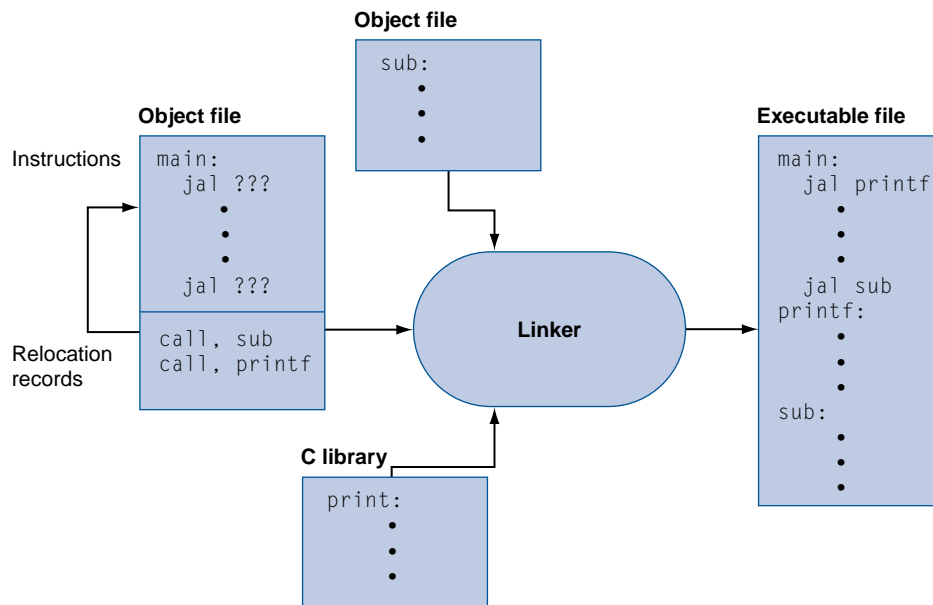 Object file
sub:
Object file
Instructions
main:
jal ???
jal ???
Relocation
records
call, sub
call, printf
Linker
C library
print:
Executable file
main:
jal printf
jal sub
printf:
sub: